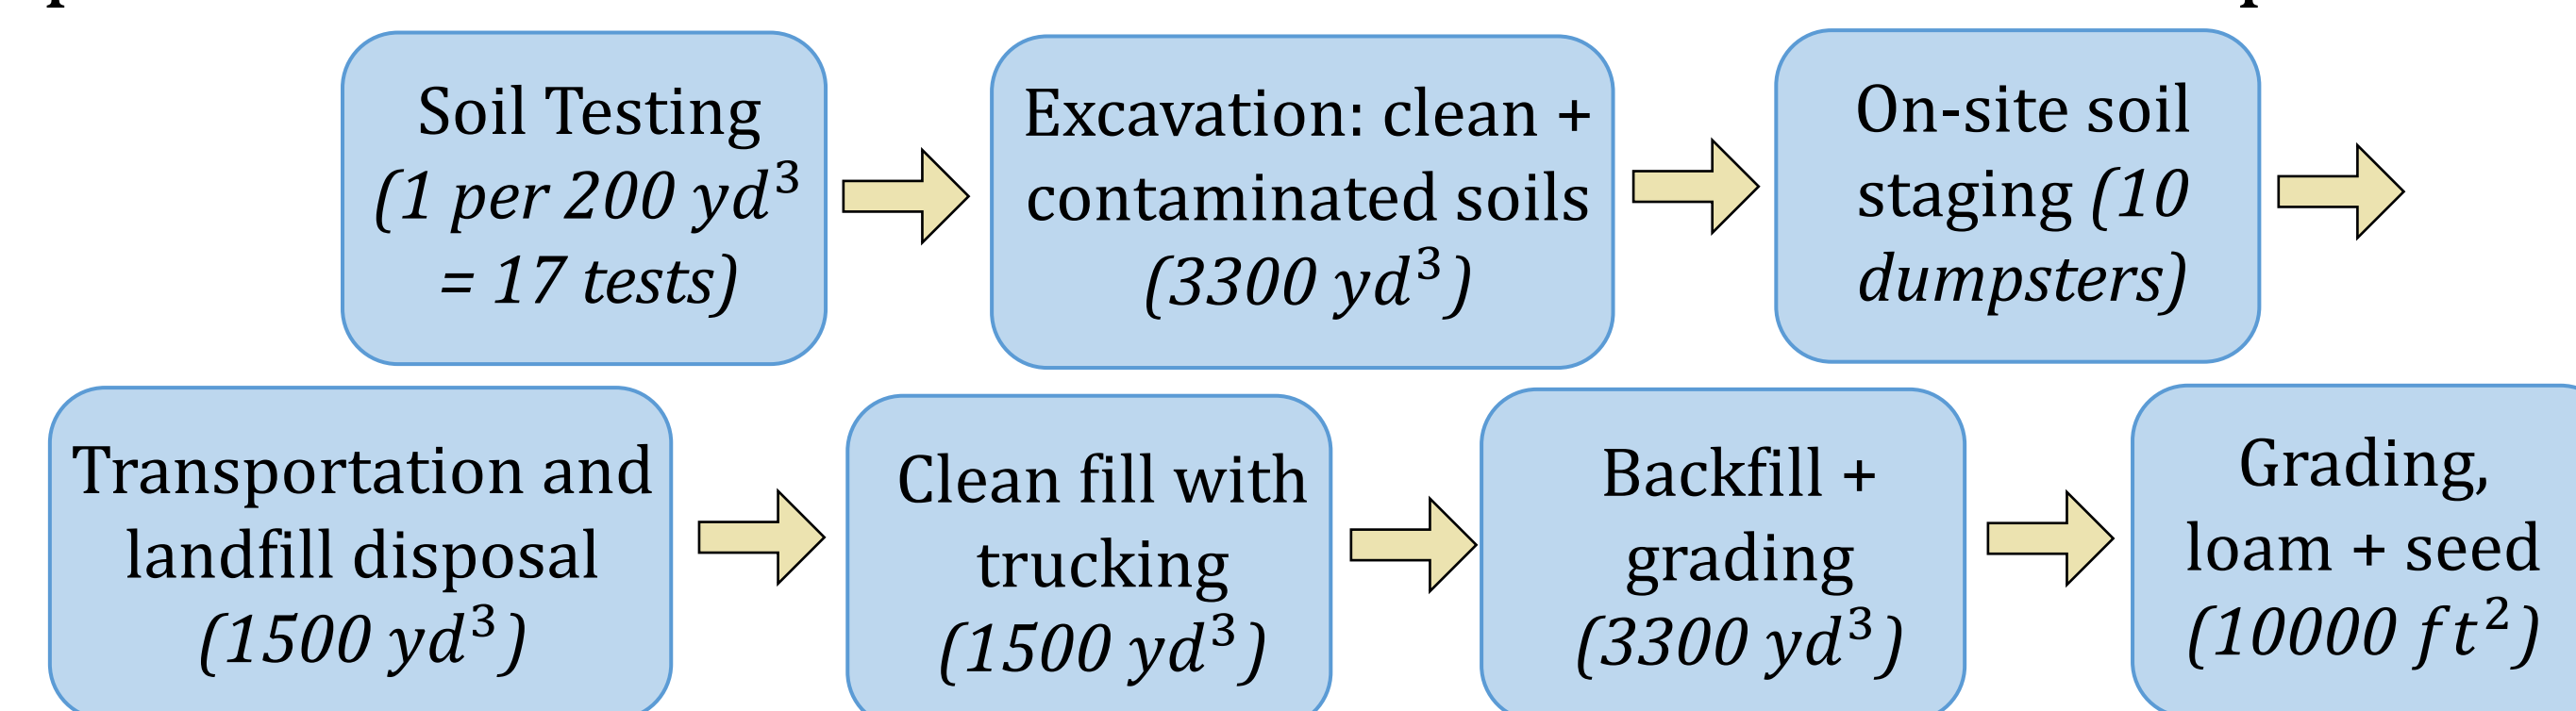 Soil Testing
(1 per 200 yd³
= 17 tests)
Excavation: clean +
contaminated soils
(3300 yd³)
On-site soil
staging (10
dumpsters)
Transportation and
landfill disposal
(1500 yd³)
Clean fill with
trucking
(1500 yd³)
Backfill +
grading
(3300 yd³)
Grading,
loam + seed
(10000 ft²)